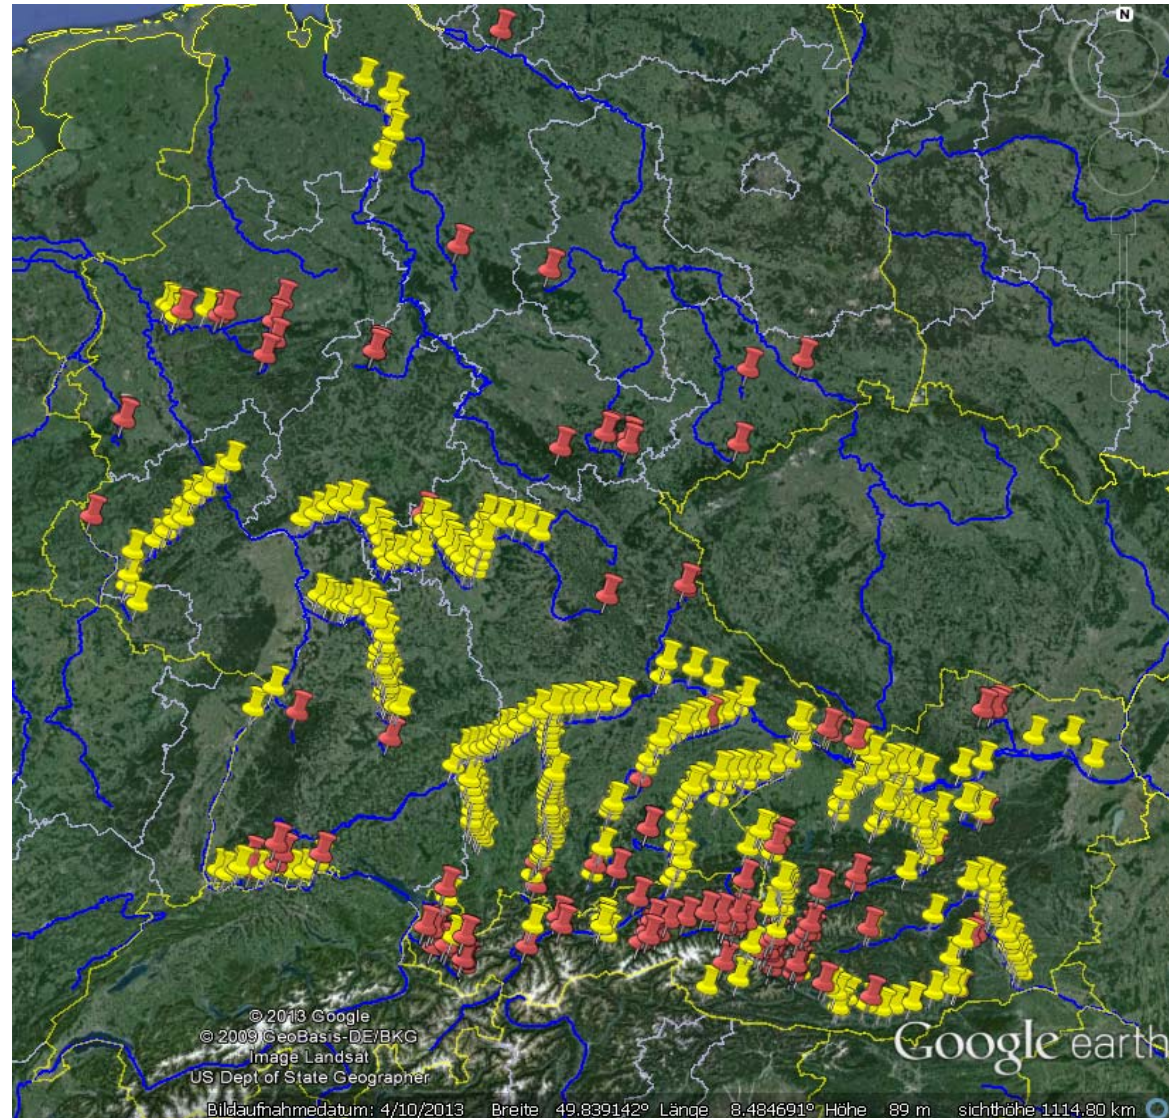 N
© 2013 Google
© 2009 GeoBasis-DE/BKG
Image Landsat
US Dept of State Geographer
Google earth
Bildaufnahmedatum: 4/10/2013 Breite 49.839142° Länge 8.484691° Höhe 89 m sichthöhe 1114.80 km